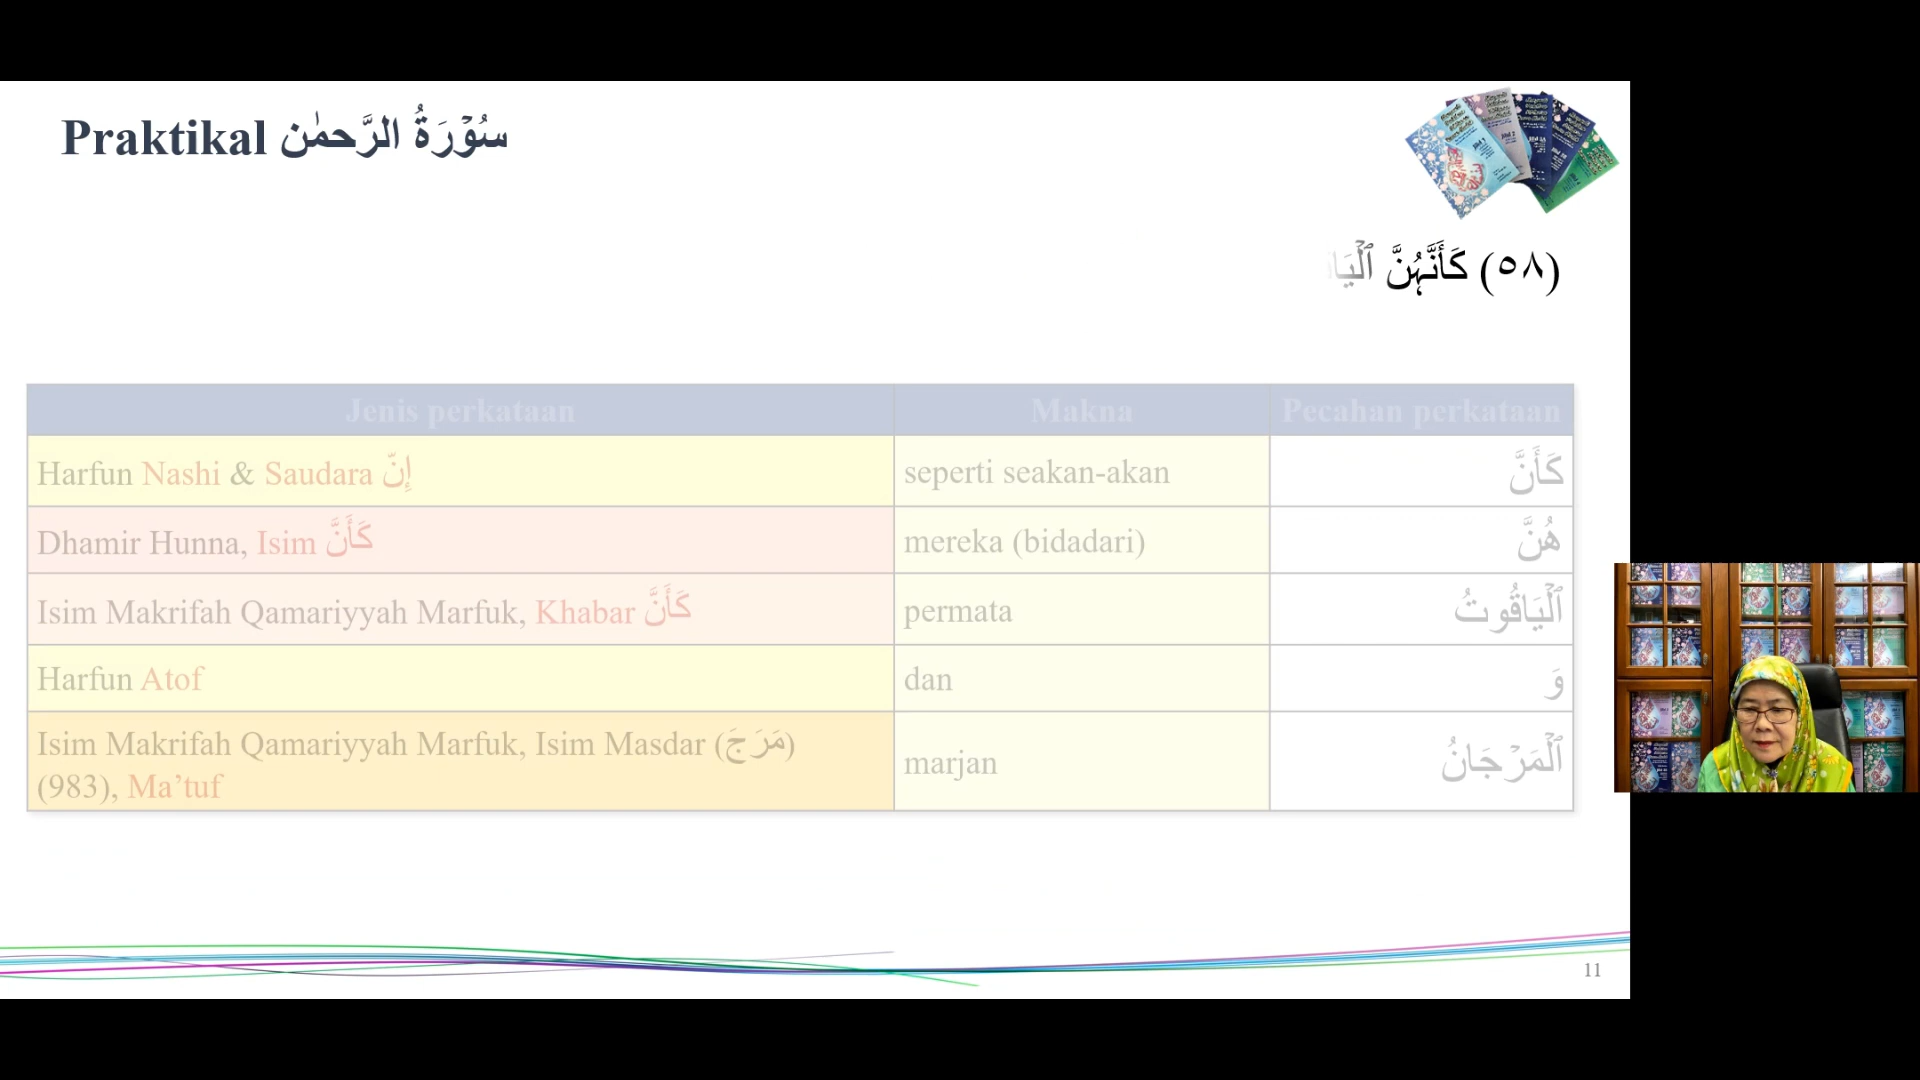 Praktikal سُوْرَةُ الرَّحمٰن
(٥٨) كَأَنَّهُنَّ ٱلْيَا
Jenis perkataan Makna Pecahan perkataan
Harfun Nashi & Saudara إِنّ seperti seakan-akan كَأَنَّ
Dhamir Hunna, Isim كَأَنَّ mereka (bidadari) هُنَّ
Isim Makrifah Qamariyyah Marfuk, Khabar كَأَنَّ permata ٱلْيَاقُوتُ
Harfun Atof dan وَ
Isim Makrifah Qamariyyah Marfuk, Isim Masdar (مَرَجَ)
(983), Ma’tuf marjan ٱلْمَرْجَانُ
11